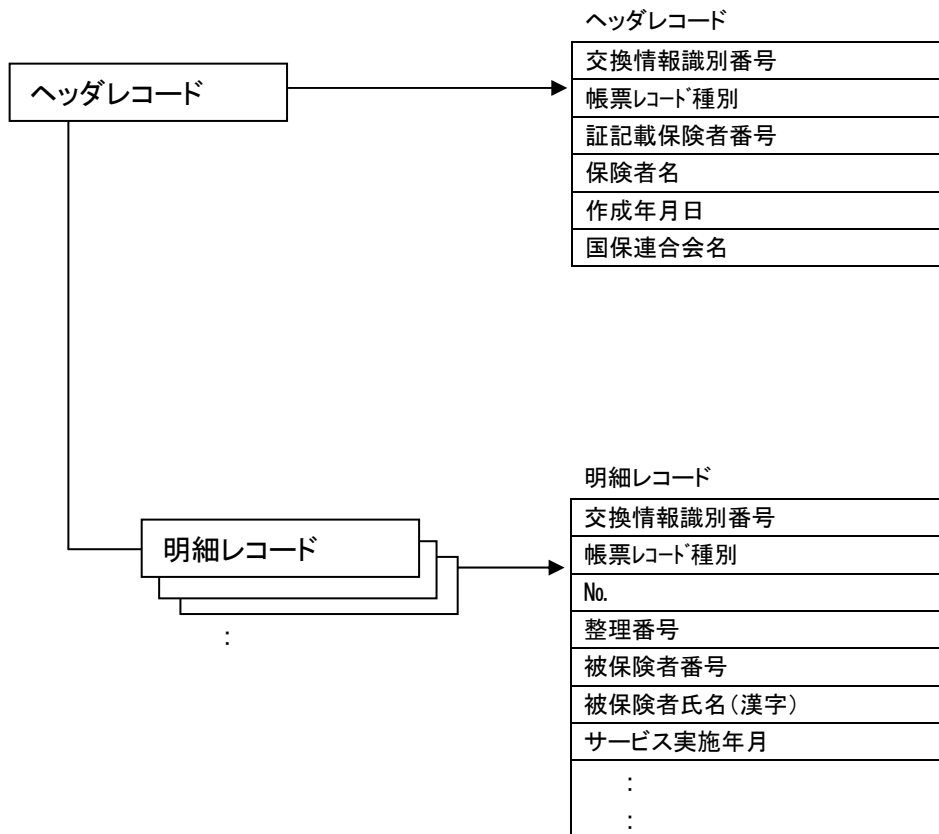 ヘッダレコード
ヘッダレコード
交換情報識別番号
帳票ﾚｺｰﾄﾞ種別
証記載保険者番号
保険者名
作成年月日
国保連合会名
明細レコード
:
明細レコード
交換情報識別番号
帳票ﾚｺｰﾄﾞ種別
№
整理番号
被保険者番号
被保険者氏名(漢字)
サービス実施年月
:
: